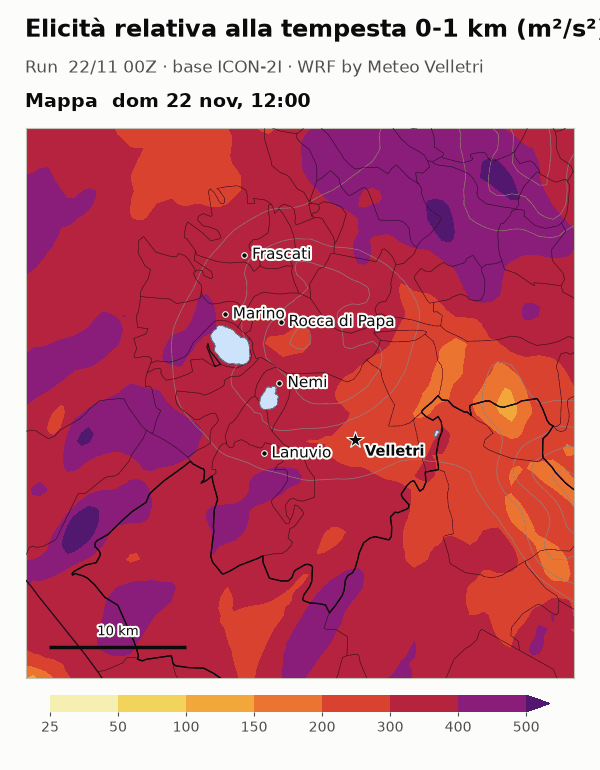 Elicità relativa alla tempesta 0-1 km (m²/s²)
Run  22/11 00Z · base ICON-2I · WRF by Meteo Velletri
Mappa  dom 22 nov, 12:00
Frascati
Marino
Rocca di Papa
Nemi
Velletri
Lanuvio
10 km
25 50 100 150 200 300 400 500